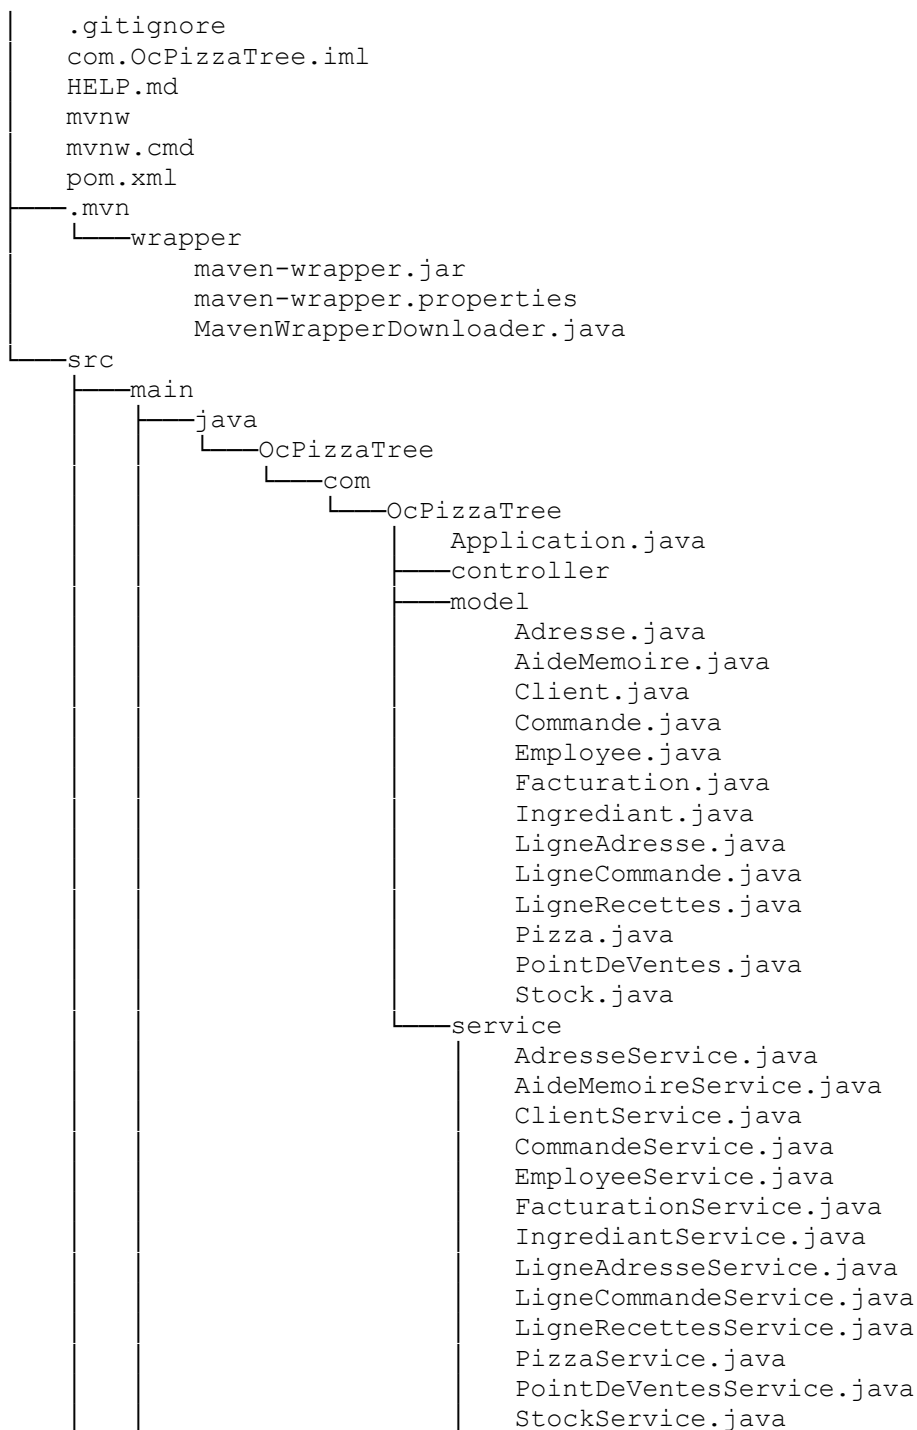 .gitignore
com.OcPizzaTree.iml
HELP.md
mvnw
mvnw.cmd
pom.xml
.mvn
wrapper
maven-wrapper.jar
maven-wrapper.properties
MavenWrapperDownloader.java
src
main
java
OcPizzaTree
com
OcPizzaTree
Application.java
controller
model
Adresse.java
AideMemoire.java
Client.java
Commande.java
Employee.java
Facturation.java
Ingrediant.java
LigneAdresse.java
LigneCommande.java
LigneRecettes.java
Pizza.java
PointDeVentes.java
Stock.java
service
AdresseService.java
AideMemoireService.java
ClientService.java
CommandeService.java
EmployeeService.java
FacturationService.java
IngrediantService.java
LigneAdresseService.java
LigneCommandeService.java
LigneRecettesService.java
PizzaService.java
PointDeVentesService.java
StockService.java